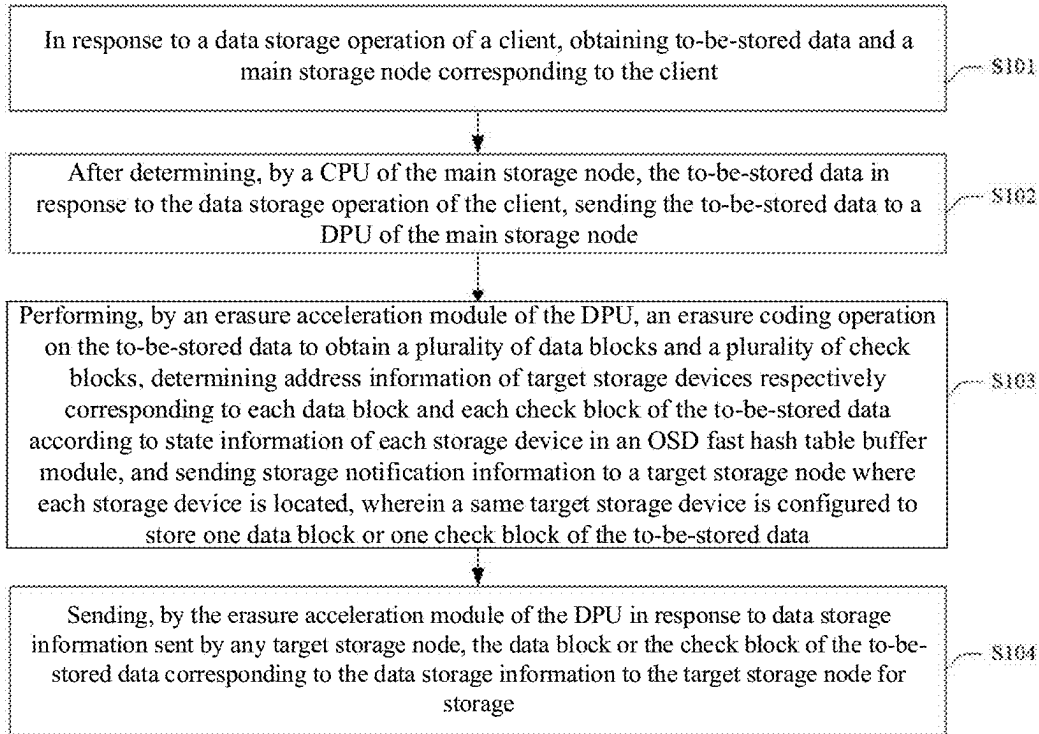 In response to a data storage operation of a client, obtaining to-be-stored data and a
main storage node corresponding to the client
S101
After determining, by a CPU of the main storage node, the to-be-stored data in
response to the data storage operation of the client, sending the to-be-stored data to a
DPU of the main storage node
S102
Performing, by an erasure acceleration module of the DPU, an erasure coding operation
on the to-be-stored data to obtain a plurality of data blocks and a plurality of check
blocks, determining address information of target storage devices respectively
corresponding to each data block and each check block of the to-be-stored data
according to state information of each storage device in an OSD fast hash table buffer
module, and sending storage notification information to a target storage node where
each storage device is located, wherein a same target storage device is configured to
store one data block or one check block of the to-be-stored data
S103
Sending, by the erasure acceleration module of the DPU in response to data storage
information sent by any target storage node, the data block or the check block of the to-be-
stored data corresponding to the data storage information to the target storage node for
storage
S104